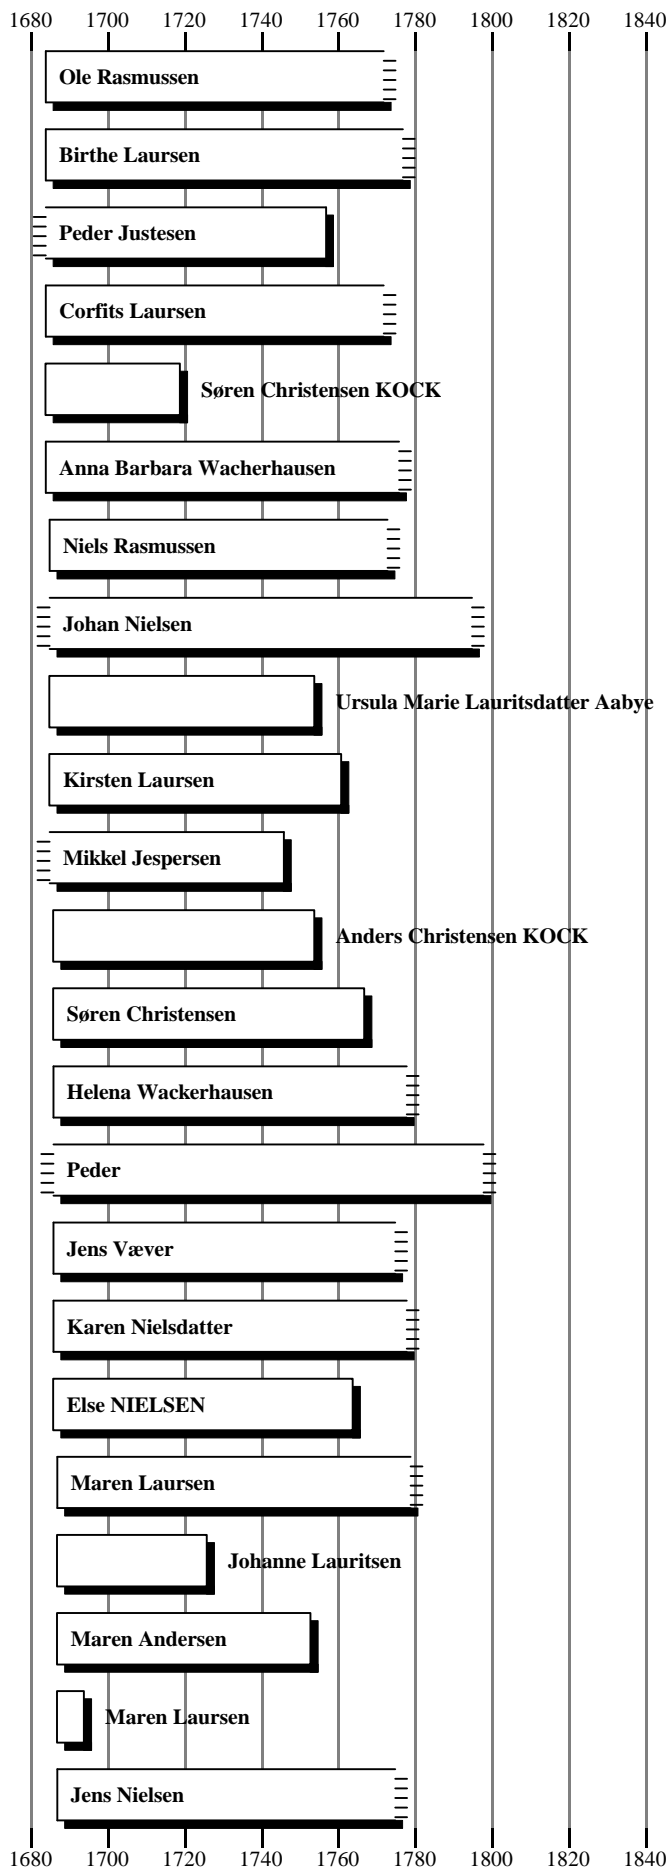 1680 1700 1720 1740 1760 1780 1800 1820 1840
Ole Rasmussen
Birthe Laursen
Peder Justesen
Corfits Laursen
Søren Christensen KOCK
Anna Barbara Wacherhausen
Niels Rasmussen
Johan Nielsen
Ursula Marie Lauritsdatter Aabye
Kirsten Laursen
Mikkel Jespersen
Anders Christensen KOCK
Søren Christensen
Helena Wackerhausen
Peder
Jens Væver
Karen Nielsdatter
Else NIELSEN
Maren Laursen
Johanne Lauritsen
Maren Andersen
Maren Laursen
Jens Nielsen
1680 1700 1720 1740 1760 1780 1800 1820 1840